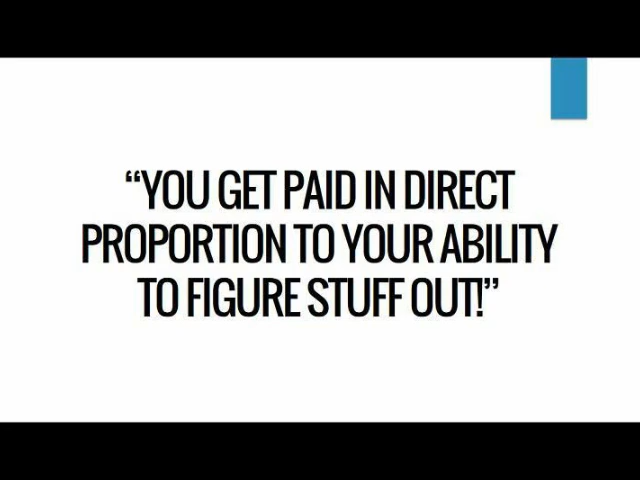 “YOU GET PAID IN DIRECT
PROPORTION TO YOUR ABILITY
TO FIGURE STUFF OUT!”